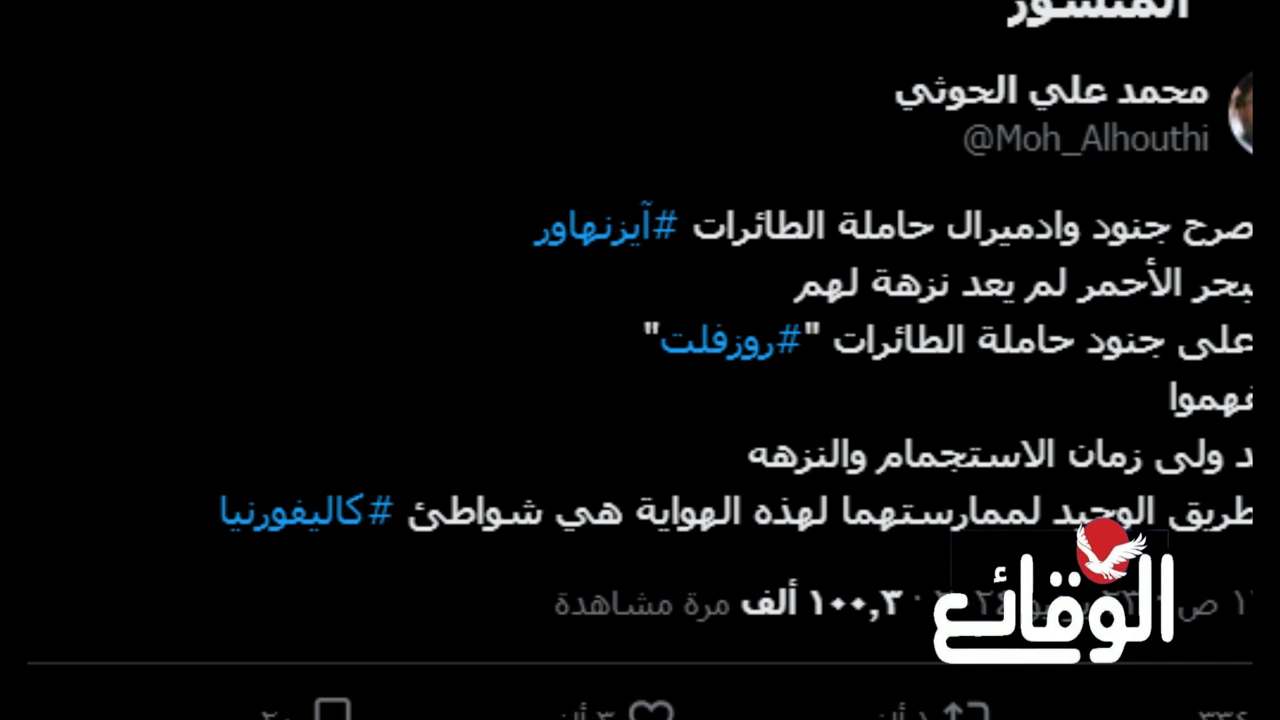 المنشور
محمد علي الحوثي
@Moh_Alhouthi
صرح جنود وادميرال حاملة الطائرات #آيزنهاور
بحر الأحمر لم يعد نزهة لهم
على جنود حاملة الطائرات "#روزفلت"
فهموا
د ولى زمان الاستجمام والنزهه
طريق الوحيد لممارستهما لهذه الهواية هي شواطئ #كاليفورنيا
ص · ١٠٠,٣ ألف مرة مشاهدة
الوقائع